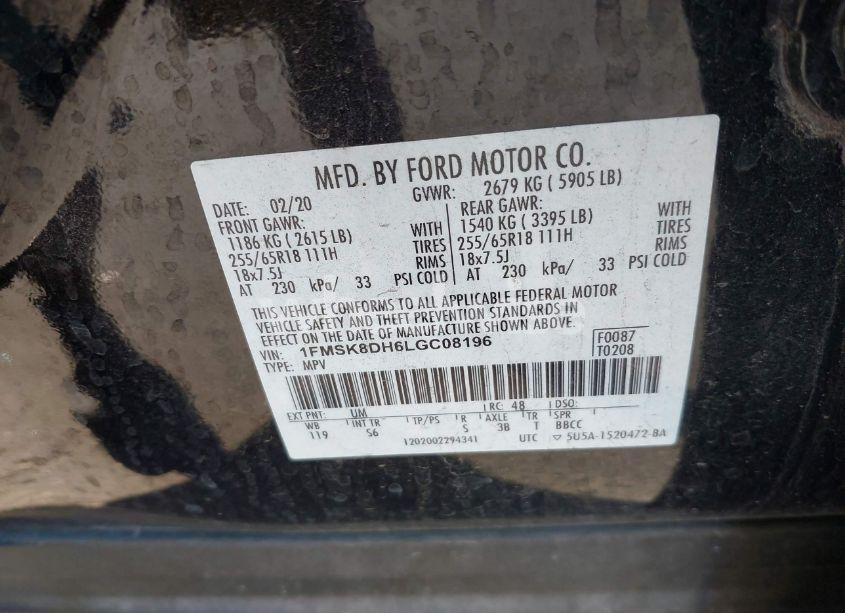 MFD. BY FORD MOTOR CO.
DATE: 02/20 GVWR: 2679 KG ( 5905 LB)
FRONT GAWR: WITH REAR GAWR: WITH
1186 KG ( 2615 LB) TIRES 1540 KG ( 3395 LB) TIRES
255/65R18 111H RIMS 255/65R18 111H RIMS
18x7.5J 18x7.5J
AT 230 kPa/ 33 PSI COLD AT 230 kPa/ 33 PSI COLD
THIS VEHICLE CONFORMS TO ALL APPLICABLE FEDERAL MOTOR
VEHICLE SAFETY AND THEFT PREVENTION STANDARDS IN
EFFECT ON THE DATE OF MANUFACTURE SHOWN ABOVE.
VIN: 1FMSK8DH6LGC08196 F0087
TYPE: MPV T0208
EXT PNT: UM RC: 48 DSO:
WB INT TR TP/PS R AXLE TR SPR
119 S6 S 3B T BBCC
1202002294341 UTC ▽ 5U5A-1520472-BA